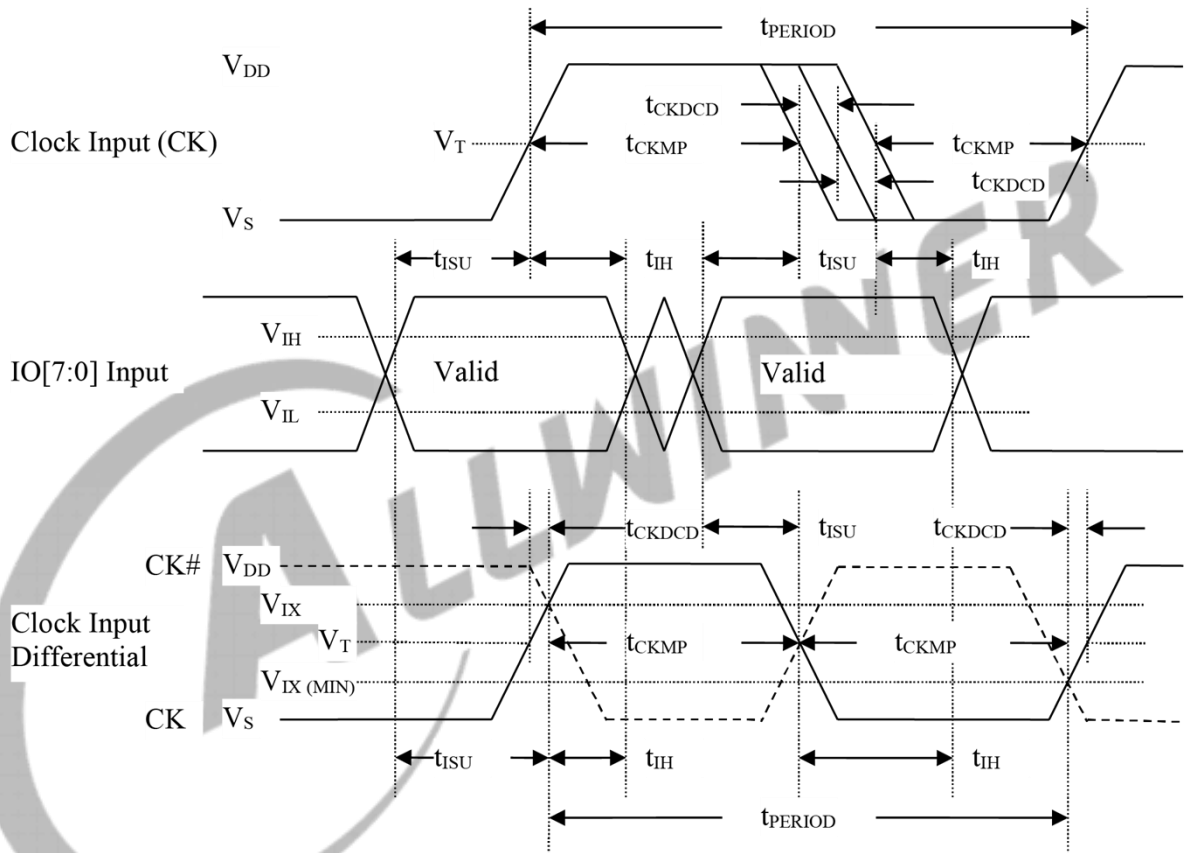 tPERIOD
VDD
tCKDCD
Clock Input (CK)
VT
tCKMP
tCKMP
tCKDCD
VS
tISU
tIH
tISU
tIH
VIH
IO[7:0] Input
Valid
Valid
VIL
ALLWINNER
tCKDCD
tISU
tCKDCD
CK# VDD
VIX
Clock Input
Differential
VT
tCKMP
tCKMP
VIX (MIN)
CK VS
tISU
tIH
tIH
tPERIOD